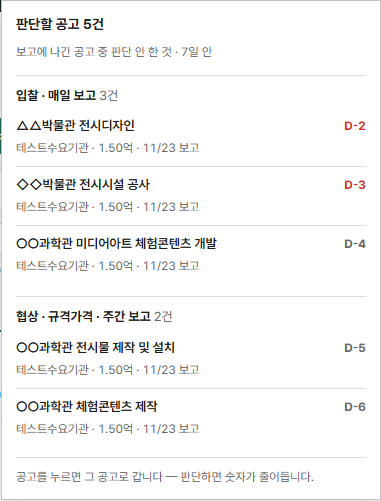 판단할 공고 5건
보고에 나간 공고 중 판단 안 한 것 · 7일 안
입찰 · 매일 보고 3건
△△박물관 전시디자인 D-2
테스트수요기관 · 1.50억 · 11/23 보고
◇◇박물관 전시시설 공사 D-3
테스트수요기관 · 1.50억 · 11/23 보고
○○과학관 미디어아트 체험콘텐츠 개발 D-4
테스트수요기관 · 1.50억 · 11/23 보고
협상 · 규격가격 · 주간 보고 2건
○○과학관 전시물 제작 및 설치 D-5
테스트수요기관 · 1.50억 · 11/23 보고
○○과학관 체험콘텐츠 제작 D-6
테스트수요기관 · 1.50억 · 11/23 보고
공고를 누르면 그 공고로 갑니다 — 판단하면 숫자가 줄어듭니다.